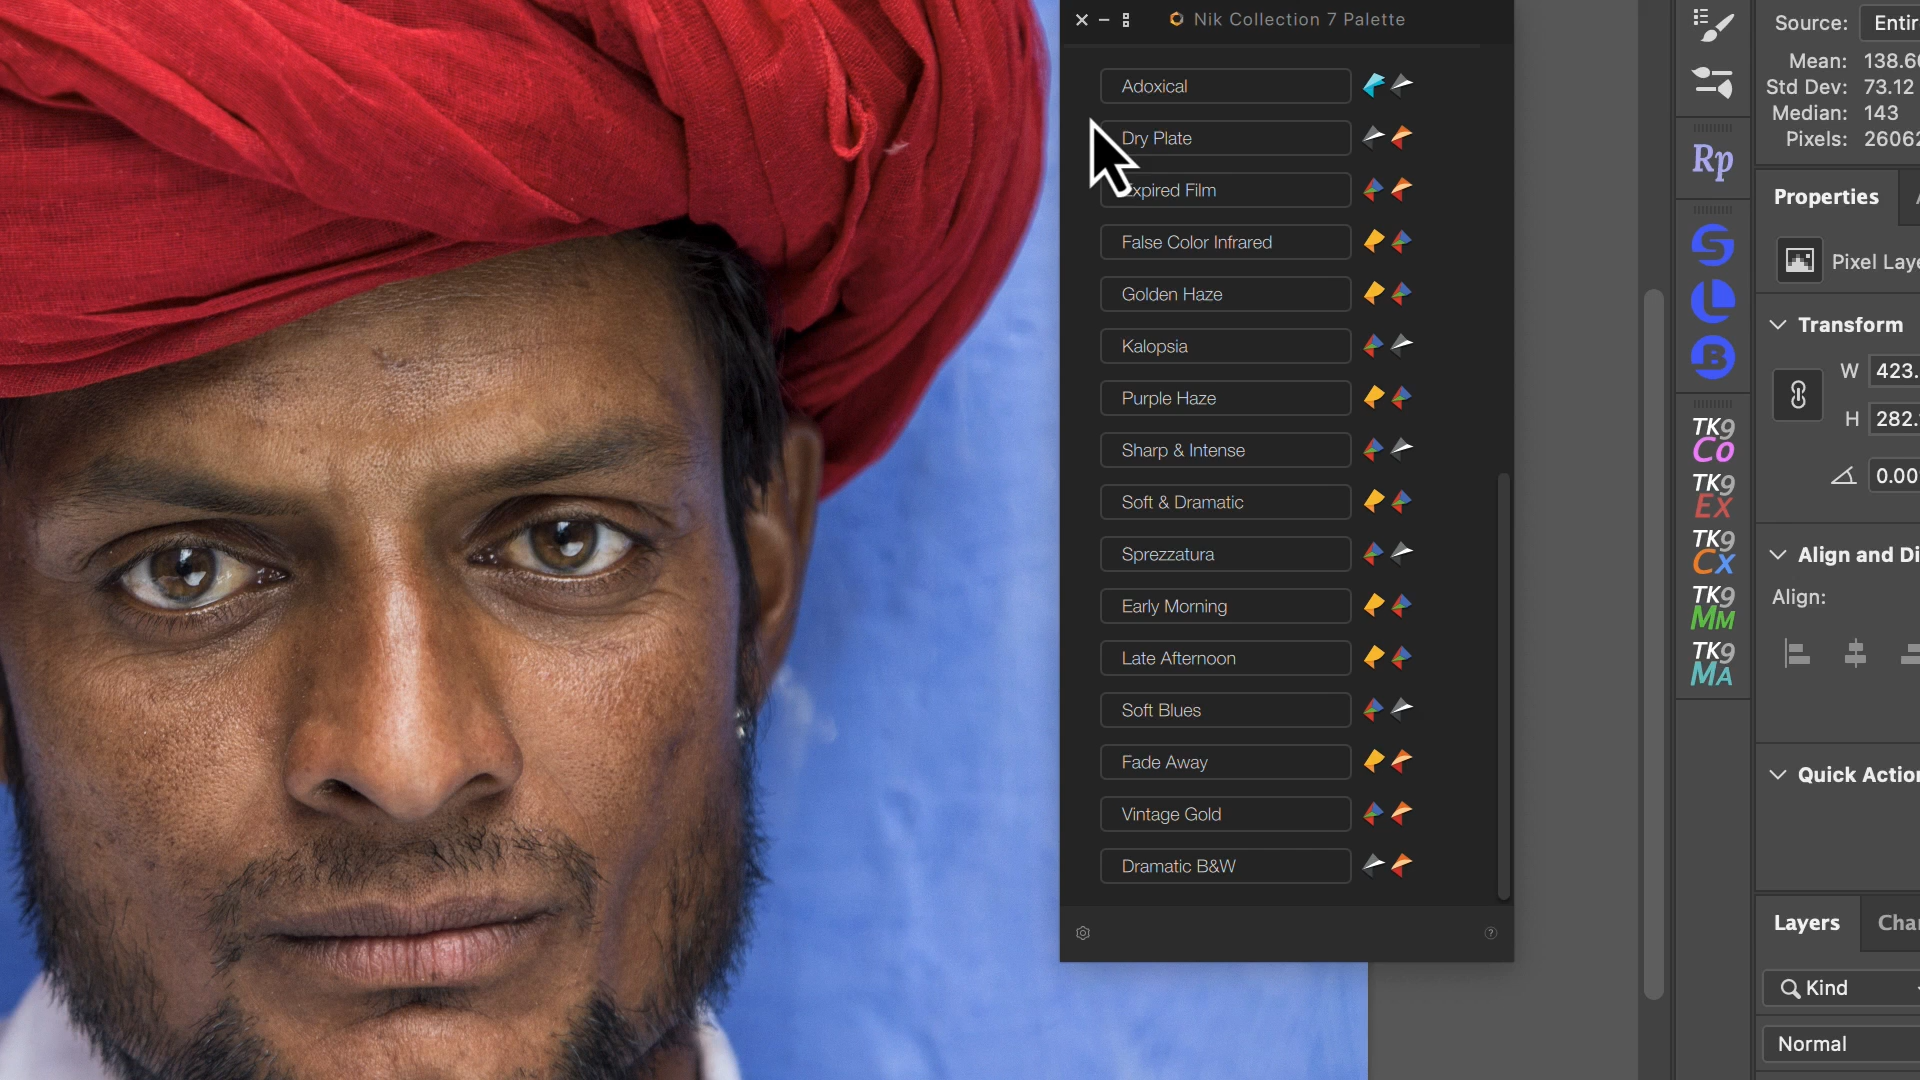 Nik Collection 7 Palette
Adoxical
Dry Plate
xpired Film
False Color Infrared
Golden Haze
Kalopsia
Purple Haze
Sharp & Intense
Soft & Dramatic
Sprezzatura
Early Morning
Late Afternoon
Soft Blues
Fade Away
Vintage Gold
Dramatic B&W
?
Rp
S
L
B
TK9
Co
TK9
EX
TK9
Cx
TK9
MM
TK9
MA
Source: Entir
Mean: 138.60
Std Dev: 73.12
Median: 143
Pixels: 26062
Properties
Pixel Laye
Transform
W 423.
H 282.
0.00
Align and Di
Align:
Quick Action
Layers Cha
Kind
Normal